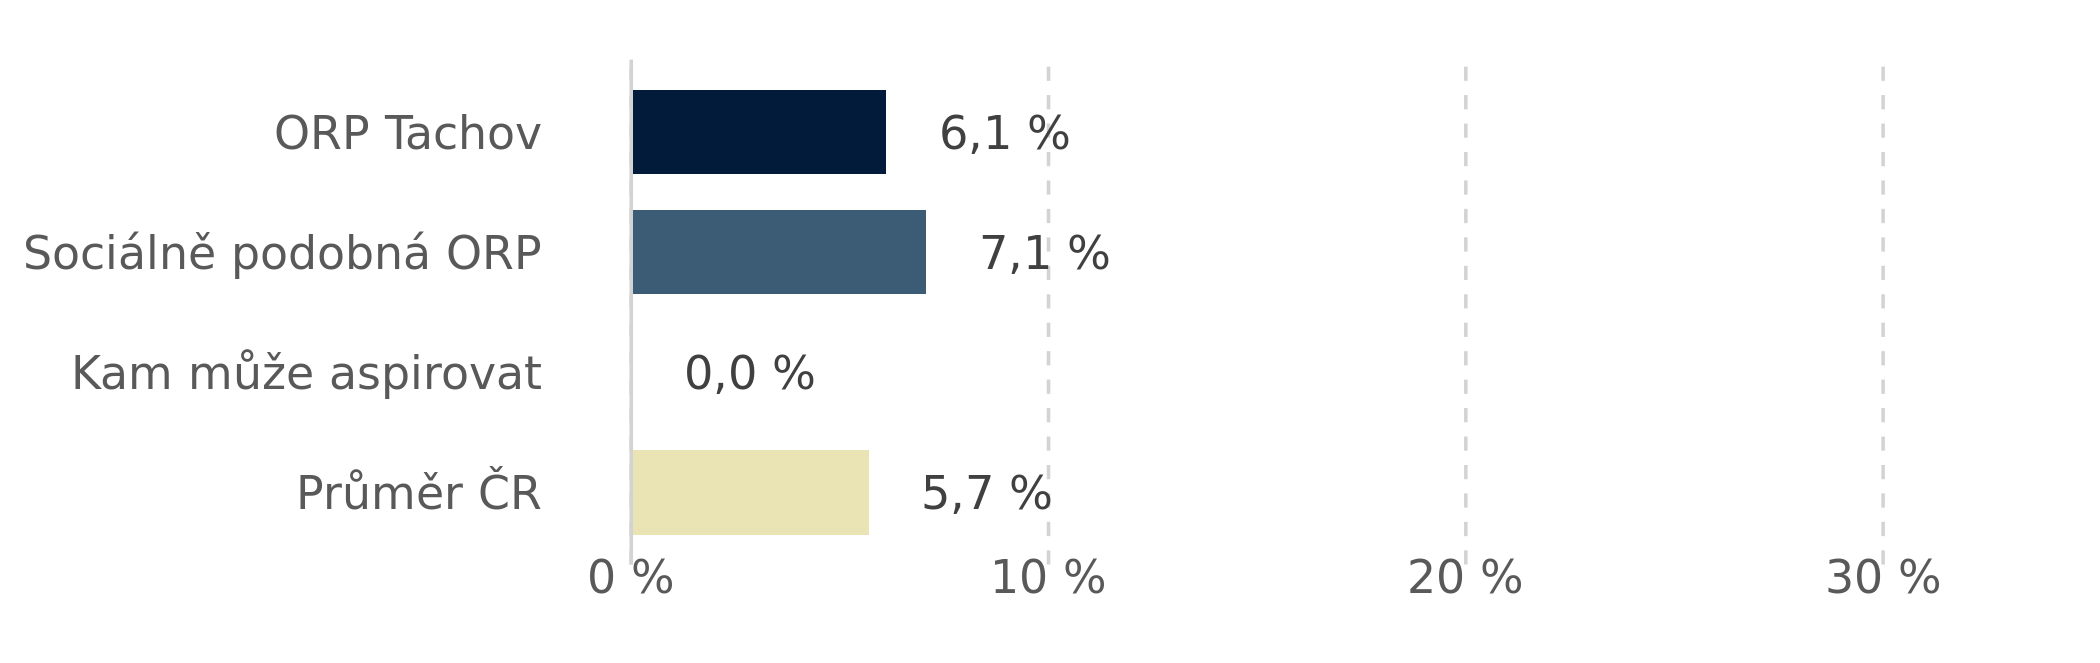 ORP Tachov 6,1 %
Sociálně podobná ORP 7,1 %
Kam může aspirovat 0,0 %
Průměr ČR 5,7 %
0 % 10 % 20 % 30 %